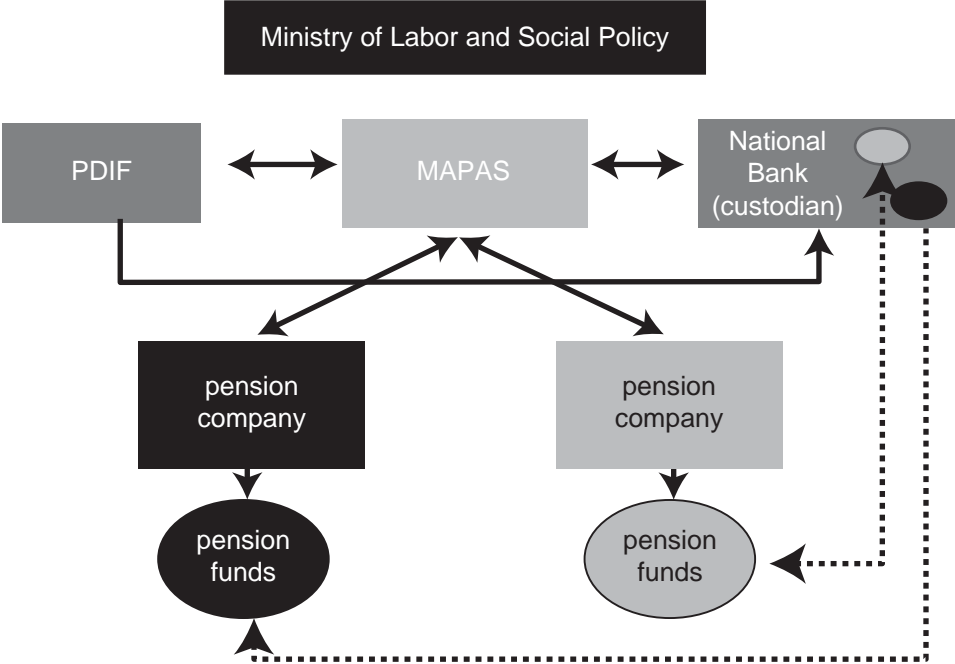 Ministry of Labor and Social Policy
PDIF
MAPAS
National
Bank
(custodian)
pension
company
pension
company
pension
funds
pension
funds